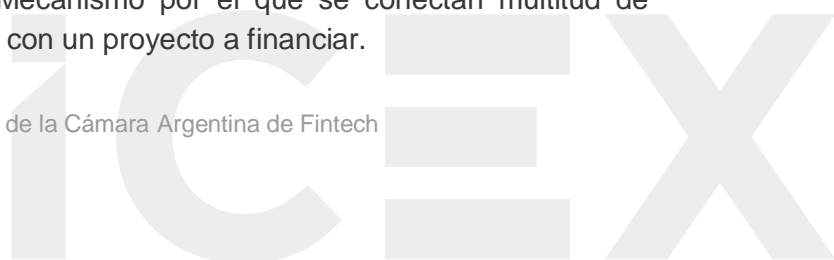 Mecanismo por el que se conectan multitud de
con un proyecto a financiar.
de la Cámara Argentina de Fintech
iCEX